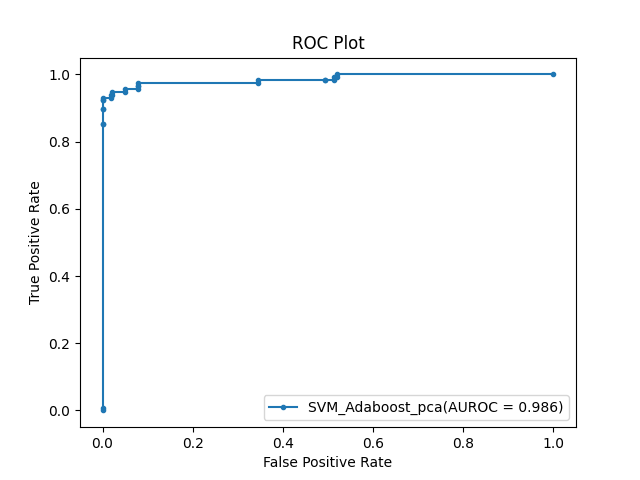 ROC Plot
1.0
0.8
0.6
0.4
0.2
0.0
True Positive Rate
SVM_Adaboost_pca(AUROC = 0.986)
0.0 0.2 0.4 0.6 0.8 1.0
False Positive Rate